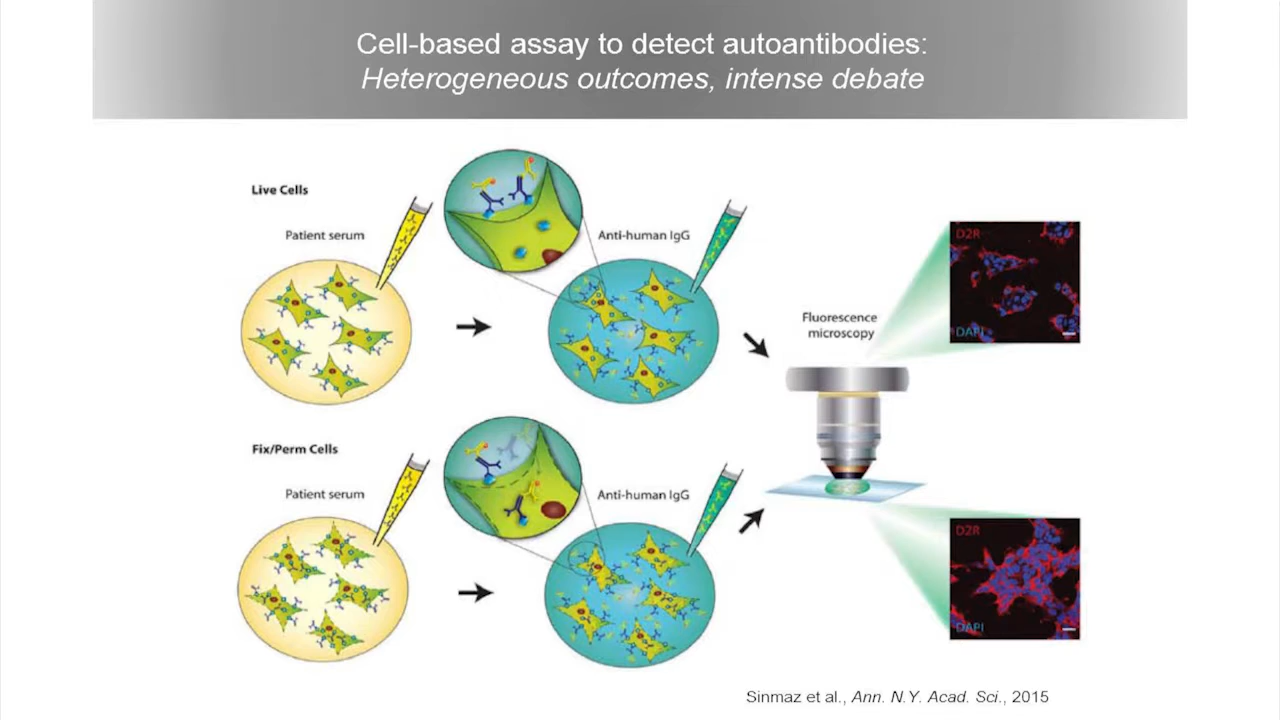 Cell-based assay to detect autoantibodies:
Heterogeneous outcomes, intense debate
Live Cells
Patient serum
Anti-human IgG
Fluorescence
microscopy
D2R
DAPI
Fix/Perm Cells
Patient serum
Anti-human IgG
D2R
DAPI
Sinmaz et al., Ann. N.Y. Acad. Sci., 2015